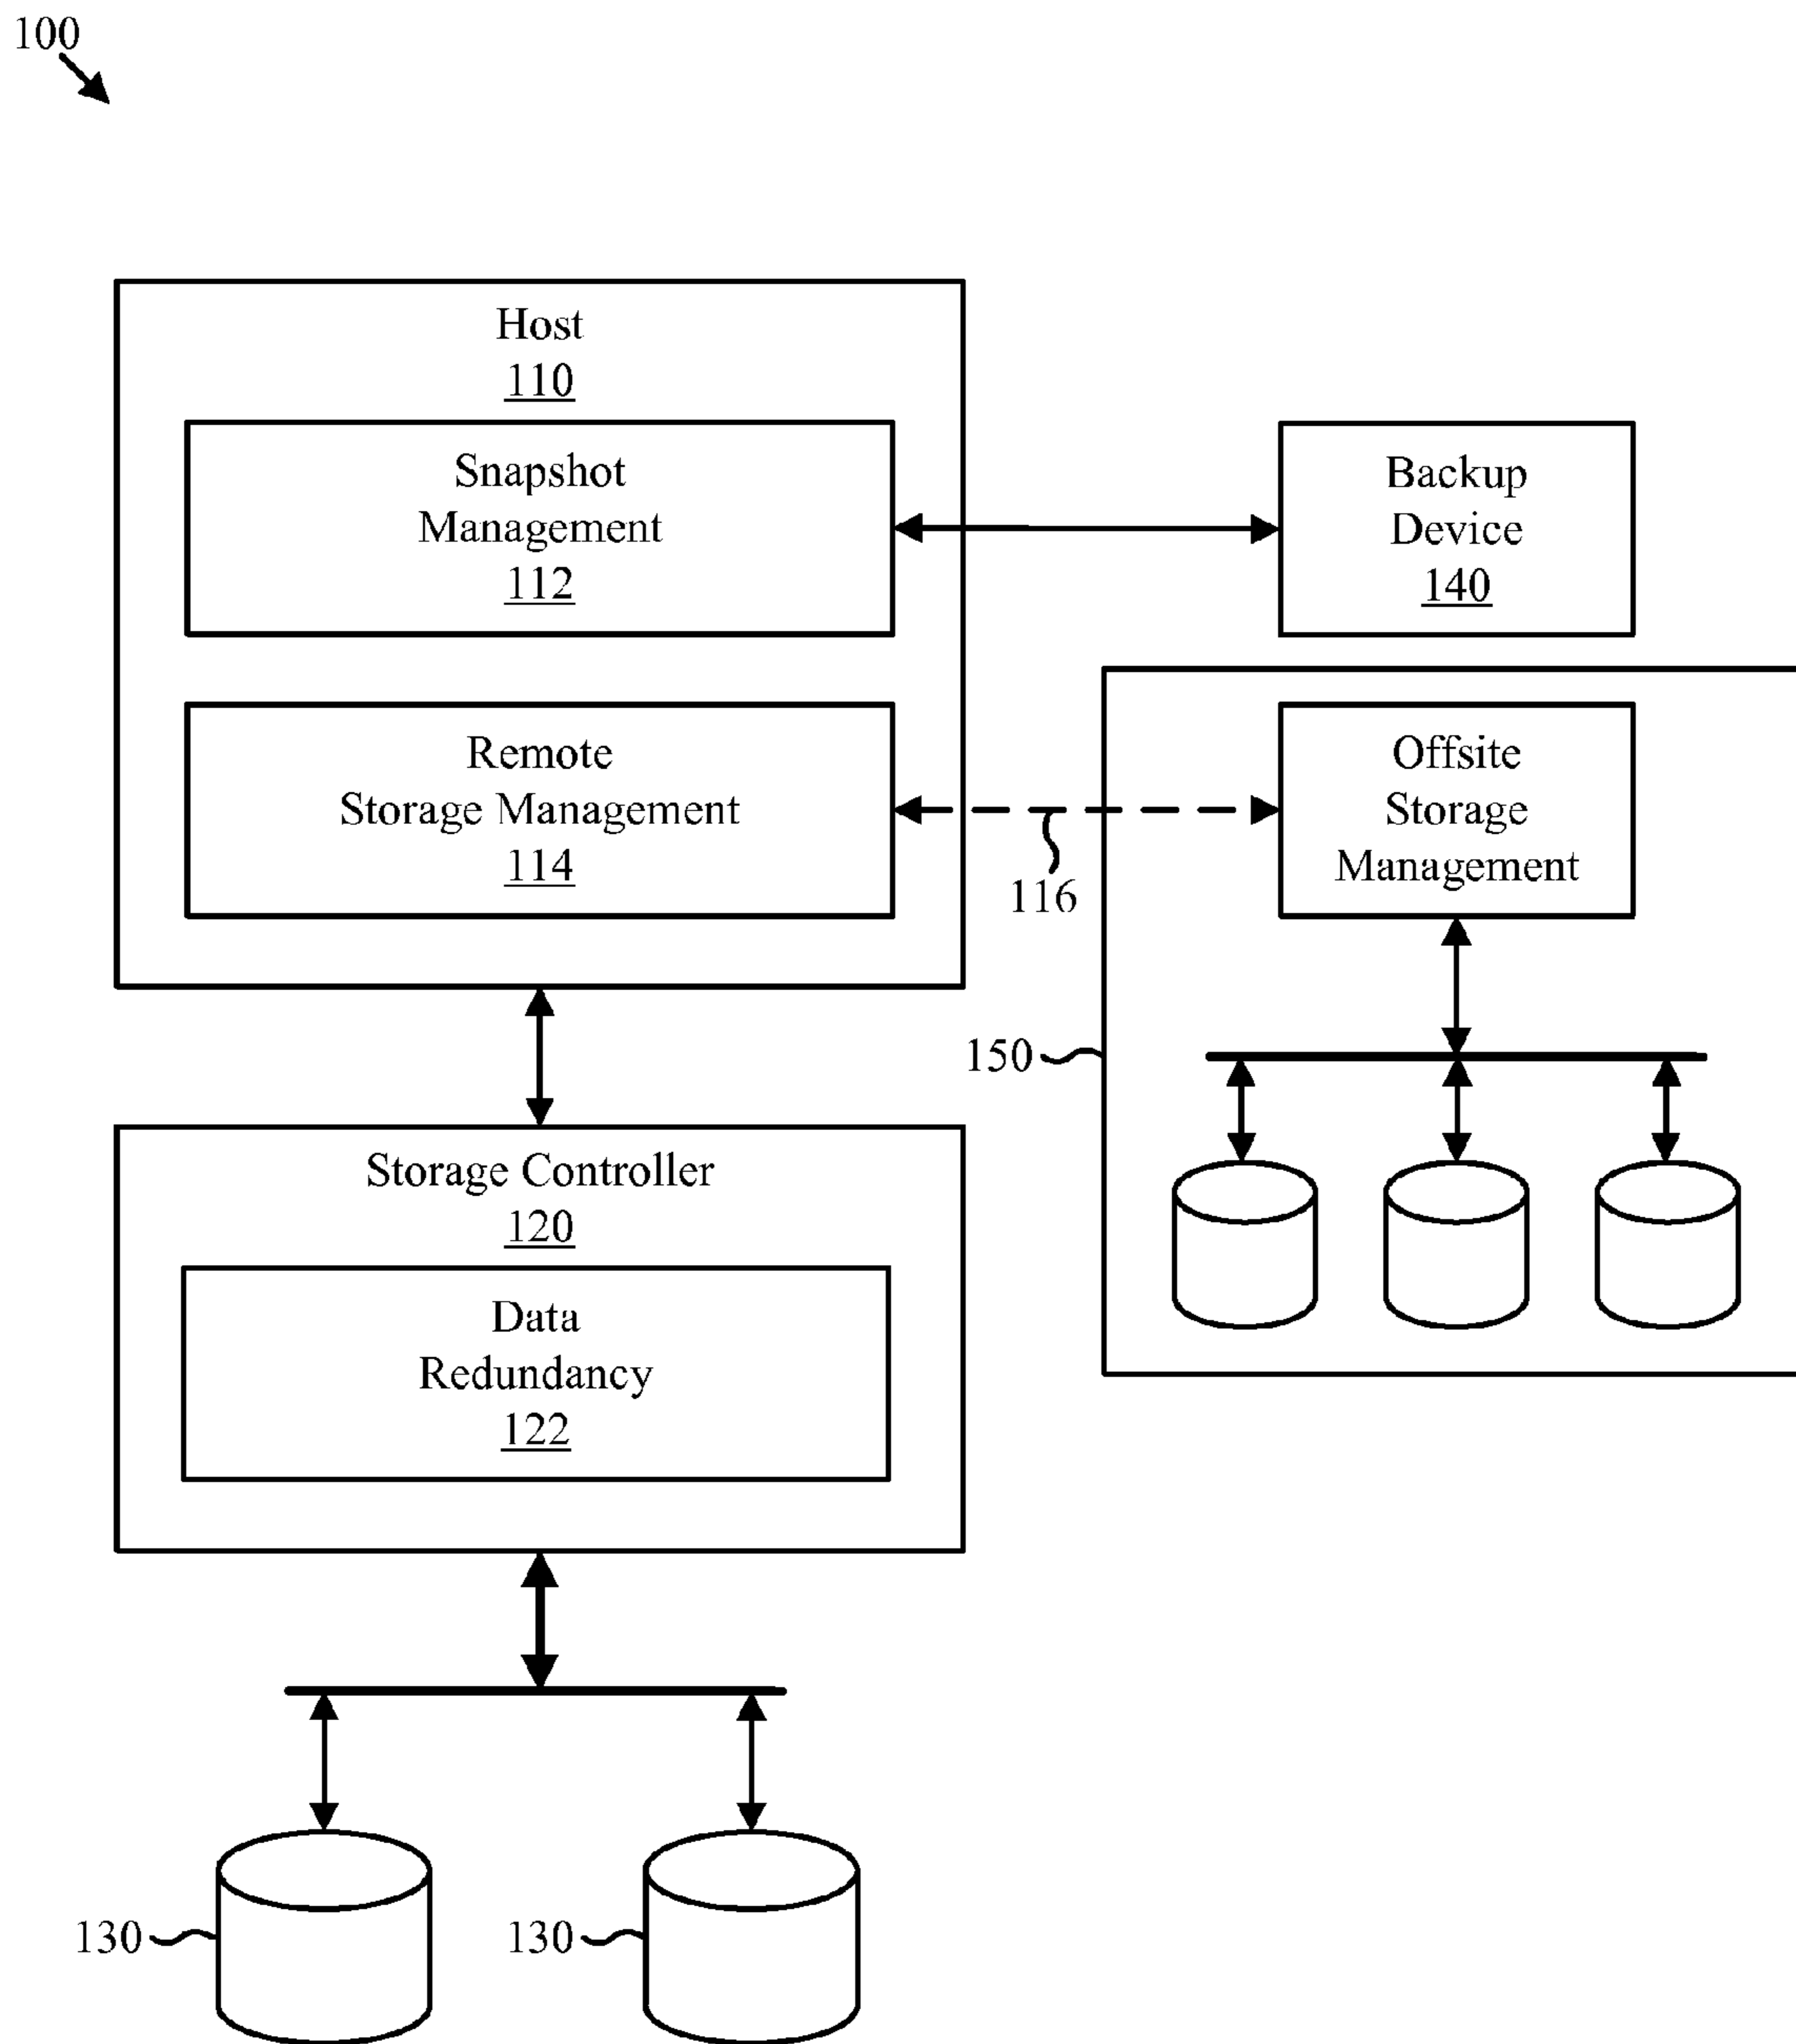 100
Host
110
Snapshot
Management
112
Backup
Device
140
Remote
Storage Management
114
116
Offsite
Storage
Management
150
Storage Controller
120
Data
Redundancy
122
130
130